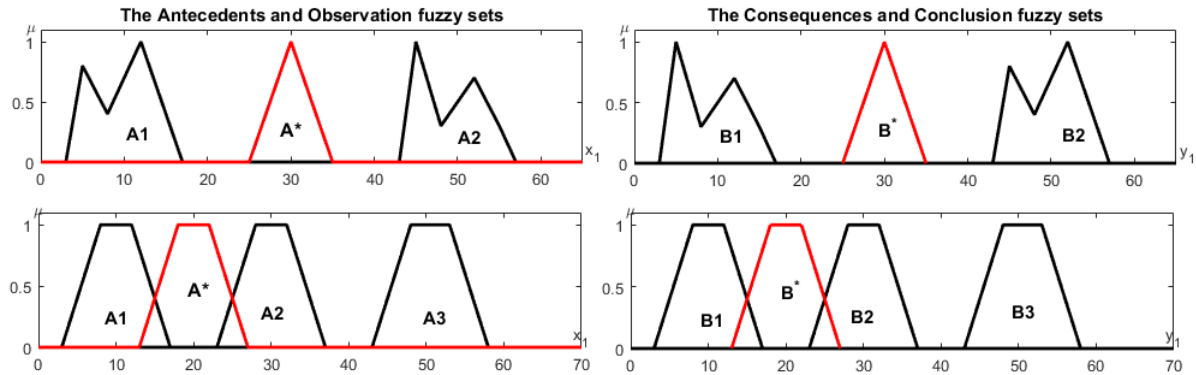 The Antecedents and Observation fuzzy sets
μ
1
0.5
0
A1
A*
A2
x1
0 10 20 30 40 50 60
The Consequences and Conclusion fuzzy sets
μ
1
0.5
0
B1
B*
B2
y1
0 10 20 30 40 50 60
μ
1
0.5
0
A1
A*
A2
A3
x1
0 10 20 30 40 50 60 70
μ
1
0.5
0
B1
B*
B2
B3
y1
0 10 20 30 40 50 60 70